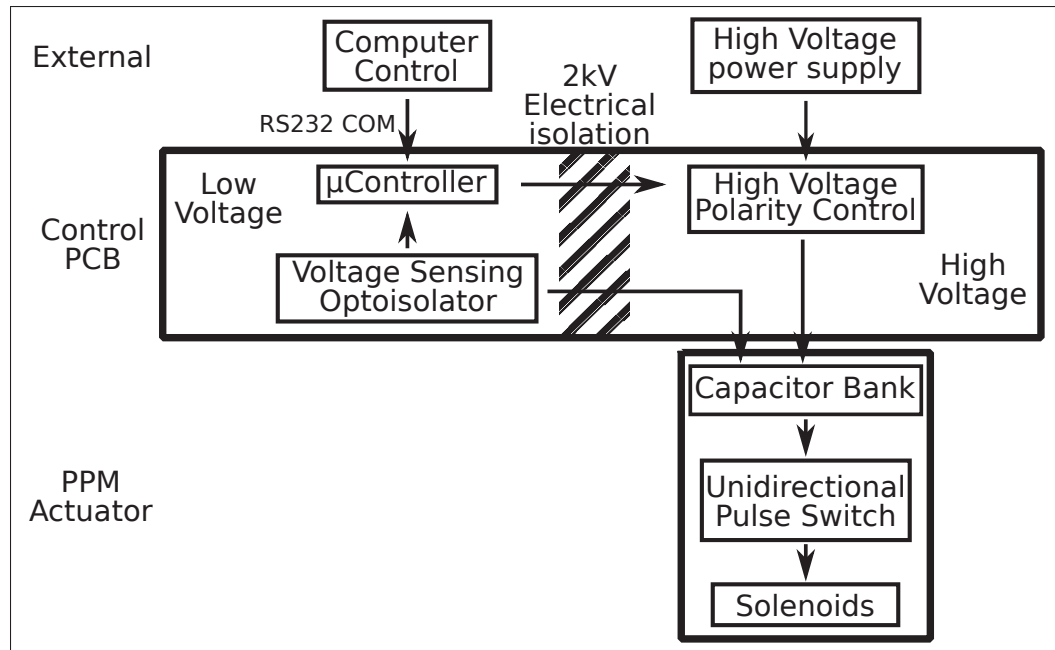 External
Computer
Control
High Voltage
power supply
2kV
Electrical
isolation
RS232 COM
Low
Voltage
µController
High Voltage
Polarity Control
Control
PCB
Voltage Sensing
Optoisolator
High
Voltage
Capacitor Bank
PPM
Actuator
Unidirectional
Pulse Switch
Solenoids